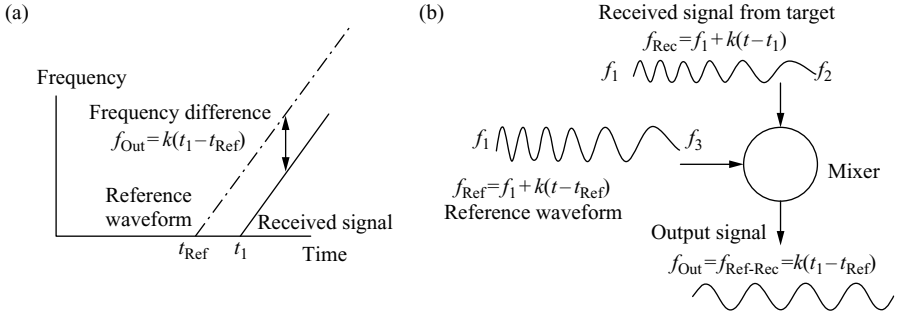 (a)
Frequency
Frequency difference
f_Out = k(t_1 – t_Ref)
Reference
waveform
Received signal
t_Ref
t_1
Time
(b)
Received signal from target
f_Rec = f_1 + k(t – t_1)
f_1
f_2
f_1
f_3
f_Ref = f_1 + k(t – t_Ref)
Reference waveform
Mixer
Output signal
f_Out = f_Ref-Rec = k(t_1 – t_Ref)